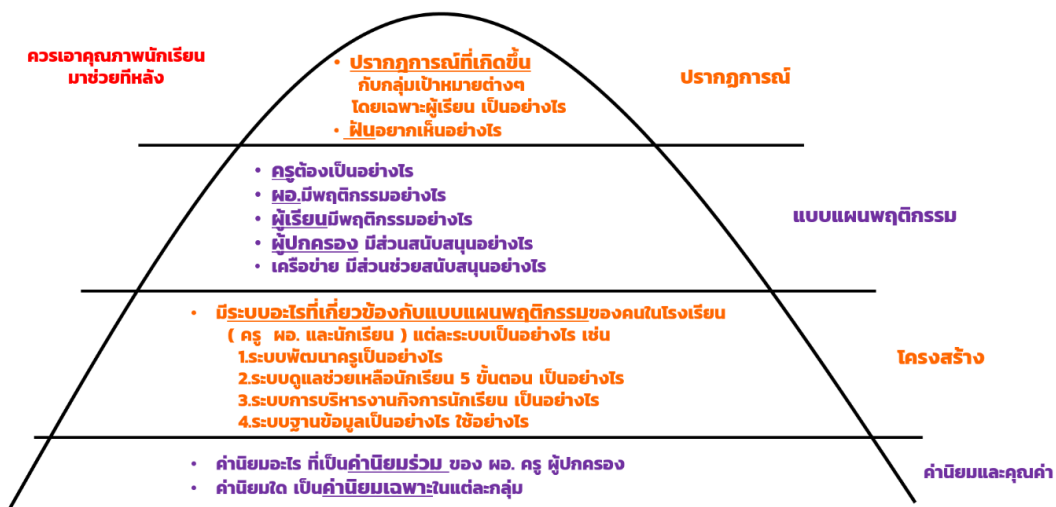 ควรเอาคุณภาพนักเรียน
มาช่วยทีหลัง
• ปรากฎการณ์ที่เกิดขึ้น
กับกลุ่มเป้าหมายต่างๆ
โดยเฉพาะผู้เรียน เป็นอย่างไร
• ฝันอยากเห็นอย่างไร
ปรากฏการณ์
• ครูต้องเป็นอย่างไร
• ผอ.มีพฤติกรรมอย่างไร
• ผู้เรียนมีพฤติกรรมอย่างไร
• ผู้ปกครอง มีส่วนสนับสนุนอย่างไร
• เครือข่าย มีส่วนช่วยสนับสนุนอย่างไร
แบบแผนพฤติกรรม
• มีระบบอะไรที่เกี่ยวข้องกับแบบแผนพฤติกรรมของคนในโรงเรียน
( ครู ผอ. และนักเรียน ) แต่ละระบบเป็นอย่างไร เช่น
1.ระบบพัฒนาครูเป็นอย่างไร
2.ระบบดูแลช่วยเหลือนักเรียน 5 ขั้นตอน เป็นอย่างไร
3.ระบบการบริหารงานกิจการนักเรียน เป็นอย่างไร
4.ระบบฐานข้อมูลเป็นอย่างไร ใช้อย่างไร
โครงสร้าง
• ค่านิยมอะไร ที่เป็นค่านิยมร่วม ของ ผอ. ครู ผู้ปกครอง
• ค่านิยมใด เป็นค่านิยมเฉพาะในแต่ละกลุ่ม
ค่านิยมและคุณค่า